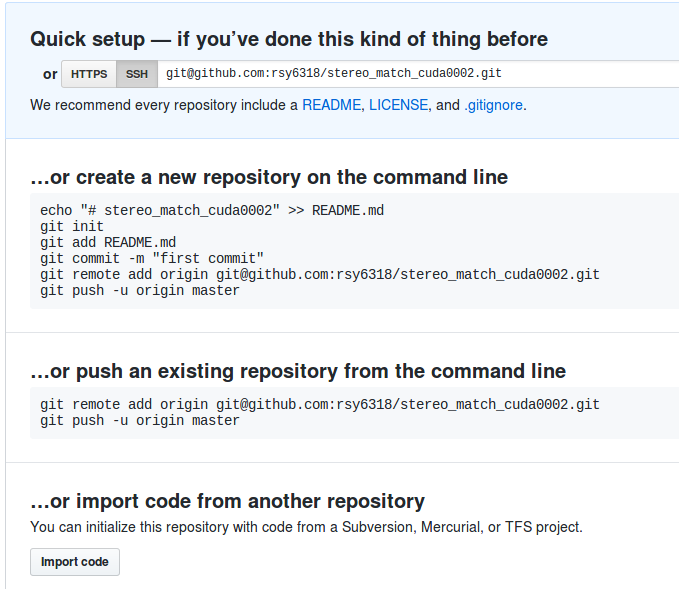 Quick setup — if you’ve done this kind of thing before
or HTTPS SSH git@github.com:rsy6318/stereo_match_cuda0002.git
We recommend every repository include a README, LICENSE, and .gitignore.
…or create a new repository on the command line
echo "# stereo_match_cuda0002" >> README.md
git init
git add README.md
git commit -m "first commit"
git remote add origin git@github.com:rsy6318/stereo_match_cuda0002.git
git push -u origin master
…or push an existing repository from the command line
git remote add origin git@github.com:rsy6318/stereo_match_cuda0002.git
git push -u origin master
…or import code from another repository
You can initialize this repository with code from a Subversion, Mercurial, or TFS project.
Import code